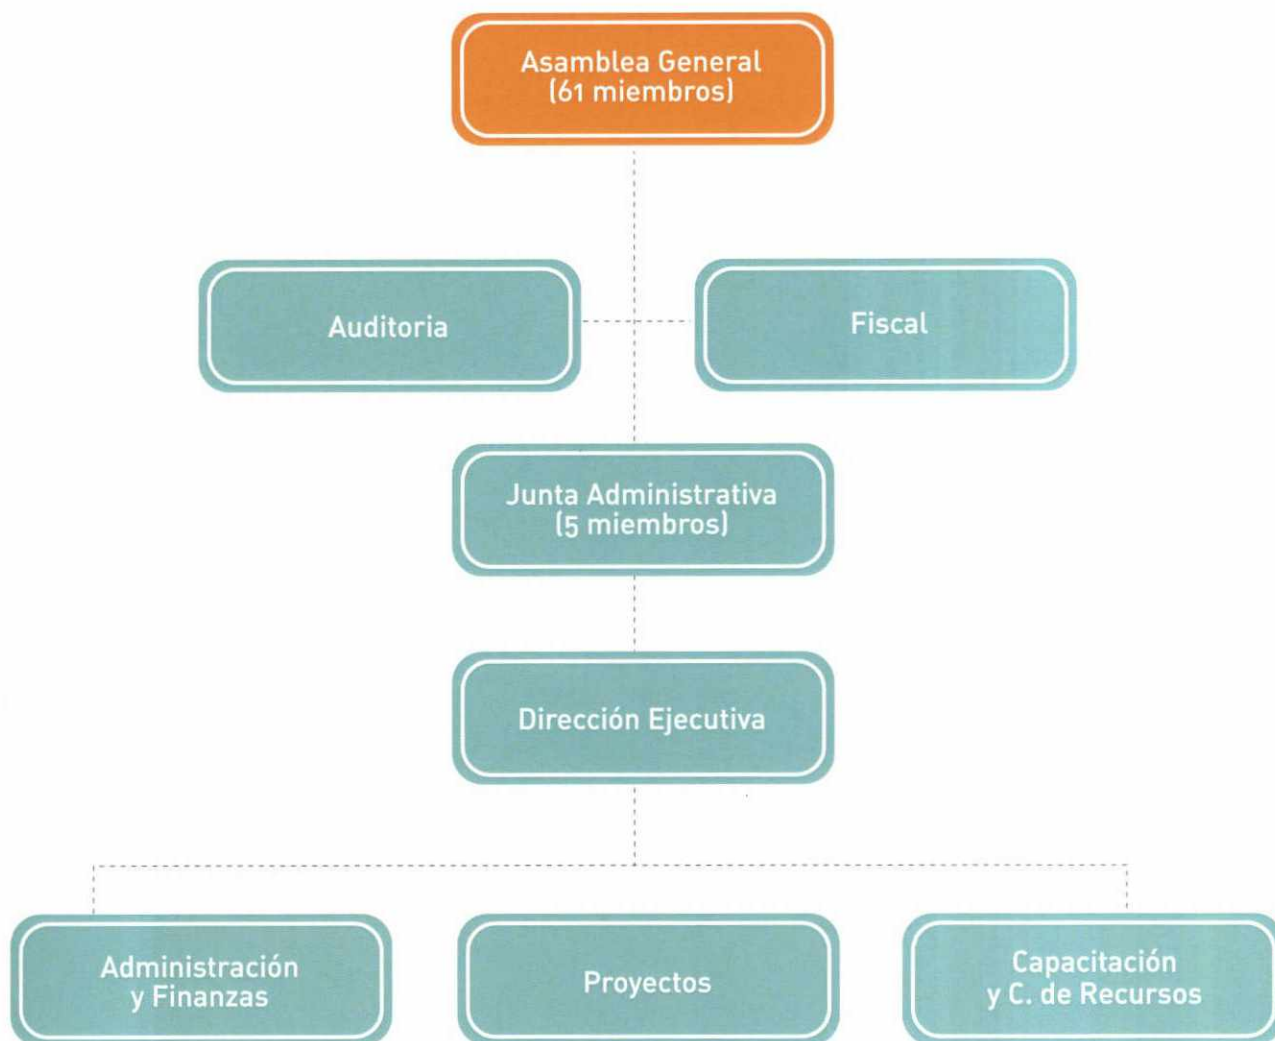 Asamblea General
(61 miembros)
Auditoria
Fiscal
Junta Administrativa
(5 miembros)
Dirección Ejecutiva
Administración
y Finanzas
Proyectos
Capacitación
y C. de Recursos